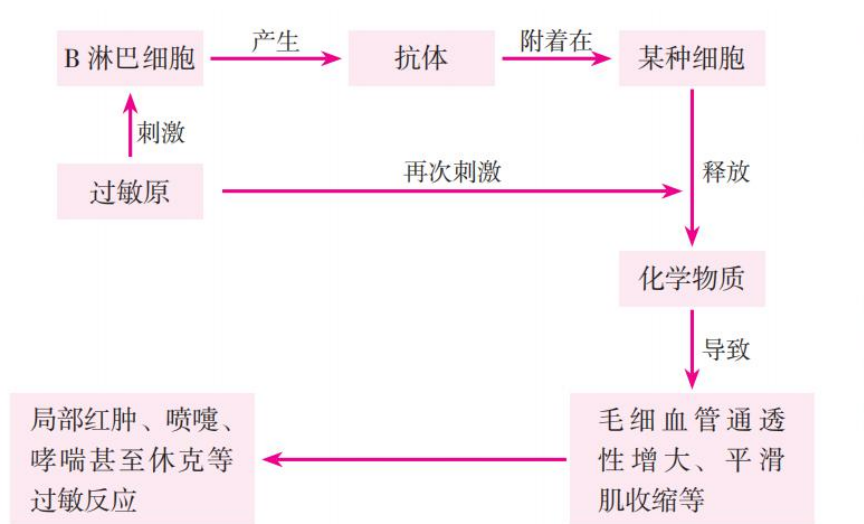 B 淋巴细胞
产生
抗体
附着在
某种细胞
刺激
过敏原
再次刺激
释放
化学物质
导致
毛细血管通透
性增大、平滑
肌收缩等
局部红肿、喷嚏、
哮喘甚至休克等
过敏反应